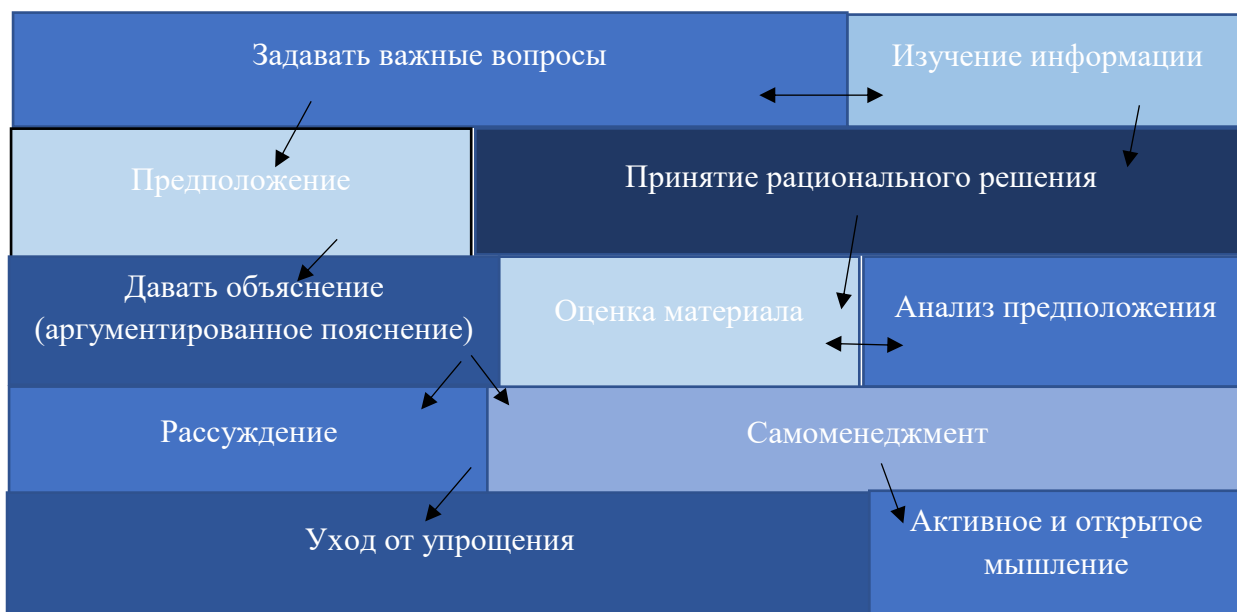 Задавать важные вопросы
Изучение информации
Предположение
Принятие рационального решения
Давать объяснение
(аргументированное пояснение)
Оценка материала
Анализ предположения
Рассуждение
Самоменеджмент
Уход от упрощения
Активное и открытое
мышление